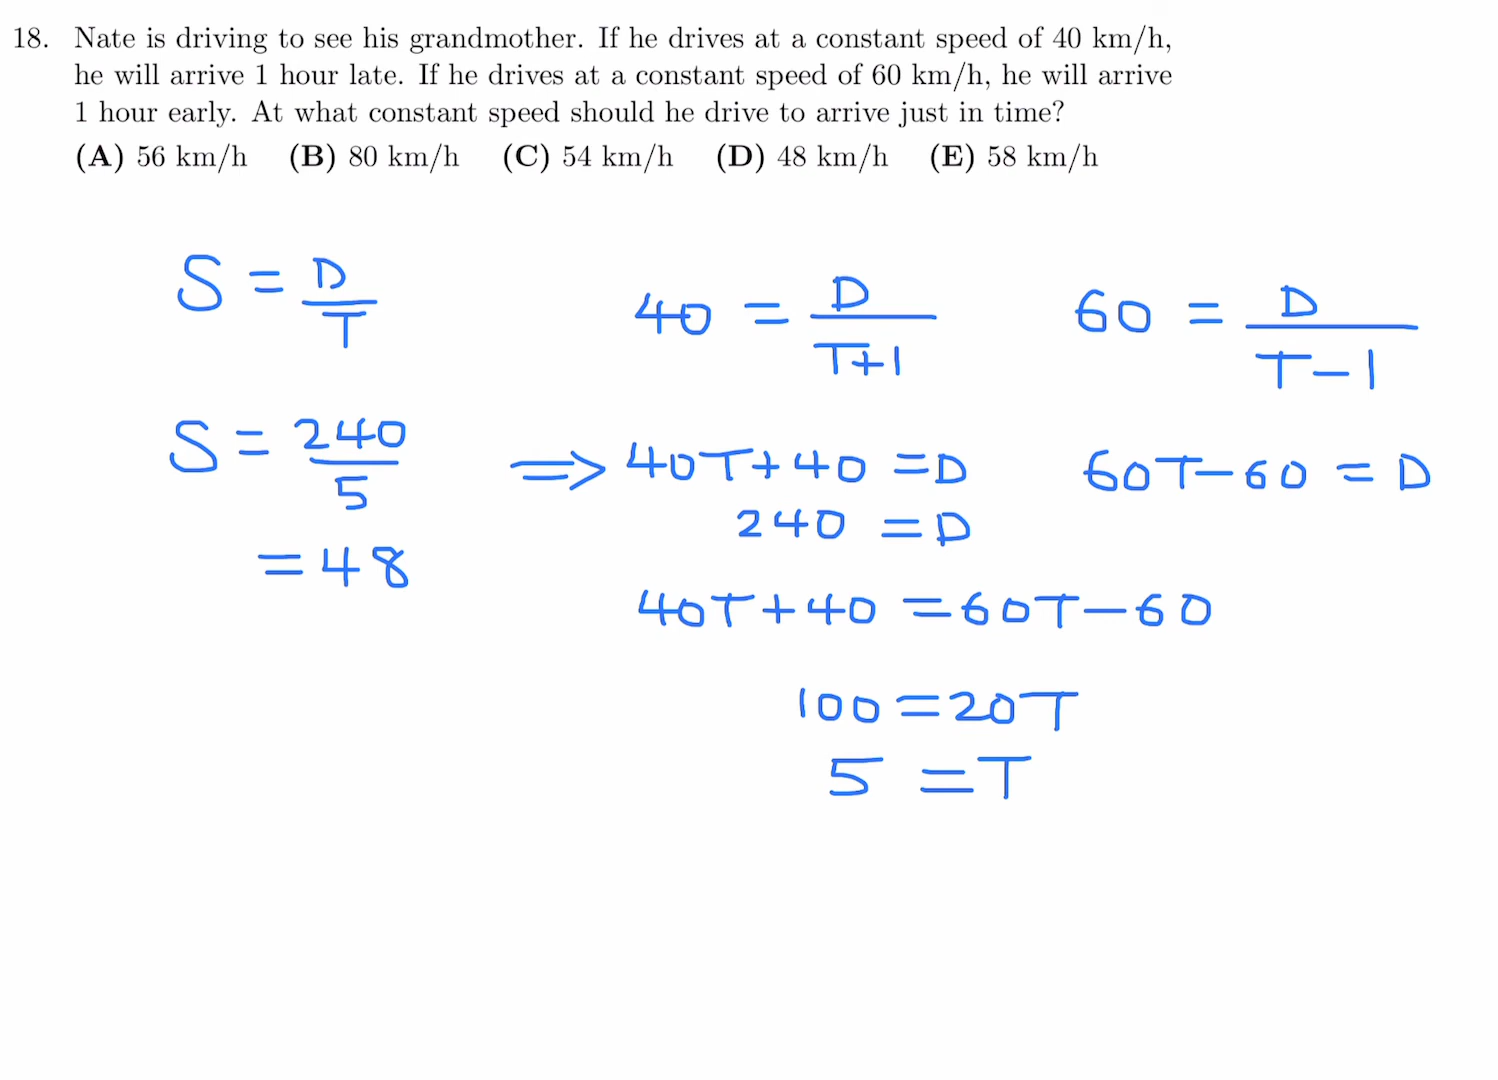 18. Nate is driving to see his grandmother. If he drives at a constant speed of 40 km/h,
he will arrive 1 hour late. If he drives at a constant speed of 60 km/h, he will arrive
1 hour early. At what constant speed should he drive to arrive just in time?
(A) 56 km/h (B) 80 km/h (C) 54 km/h (D) 48 km/h (E) 58 km/h
S = D/T
S = 240/5
= 48
40 = D/(T+1)
⇒ 40T+40 = D
240 = D
60 = D/(T-1)
60T-60 = D
40T+40 = 60T-60
100 = 20T
5 = T